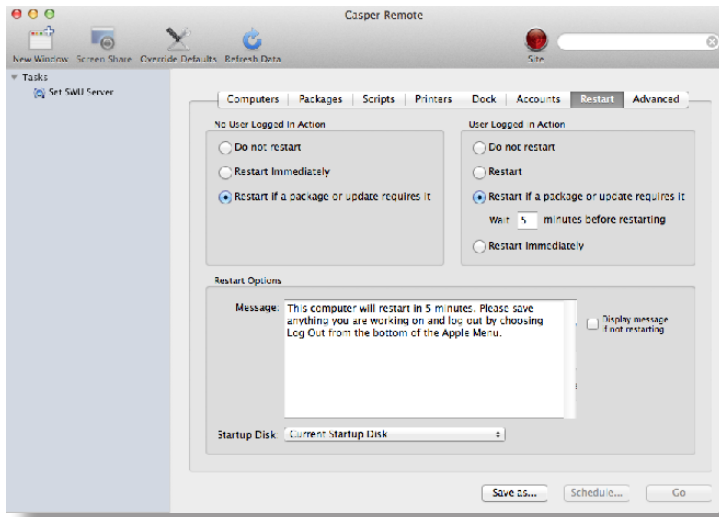 Casper Remote
New Window Screen Share Override Defaults Refresh Data Site
Tasks
Set SWU Server
Computers Packages Scripts Printers Dock Accounts Restart Advanced
No User Logged In Action
Do not restart
Restart Immediately
Restart if a package or update requires it
User Logged In Action
Do not restart
Restart
Restart if a package or update requires it
Wait 5 minutes before restarting
Restart Immediately
Restart Options
Message: This computer will restart in 5 minutes. Please save
anything you are working on and log out by choosing
Log Out from the bottom of the Apple Menu.
Display message
if not restarting
Startup Disk: Current Startup Disk
Save as... Schedule... Go